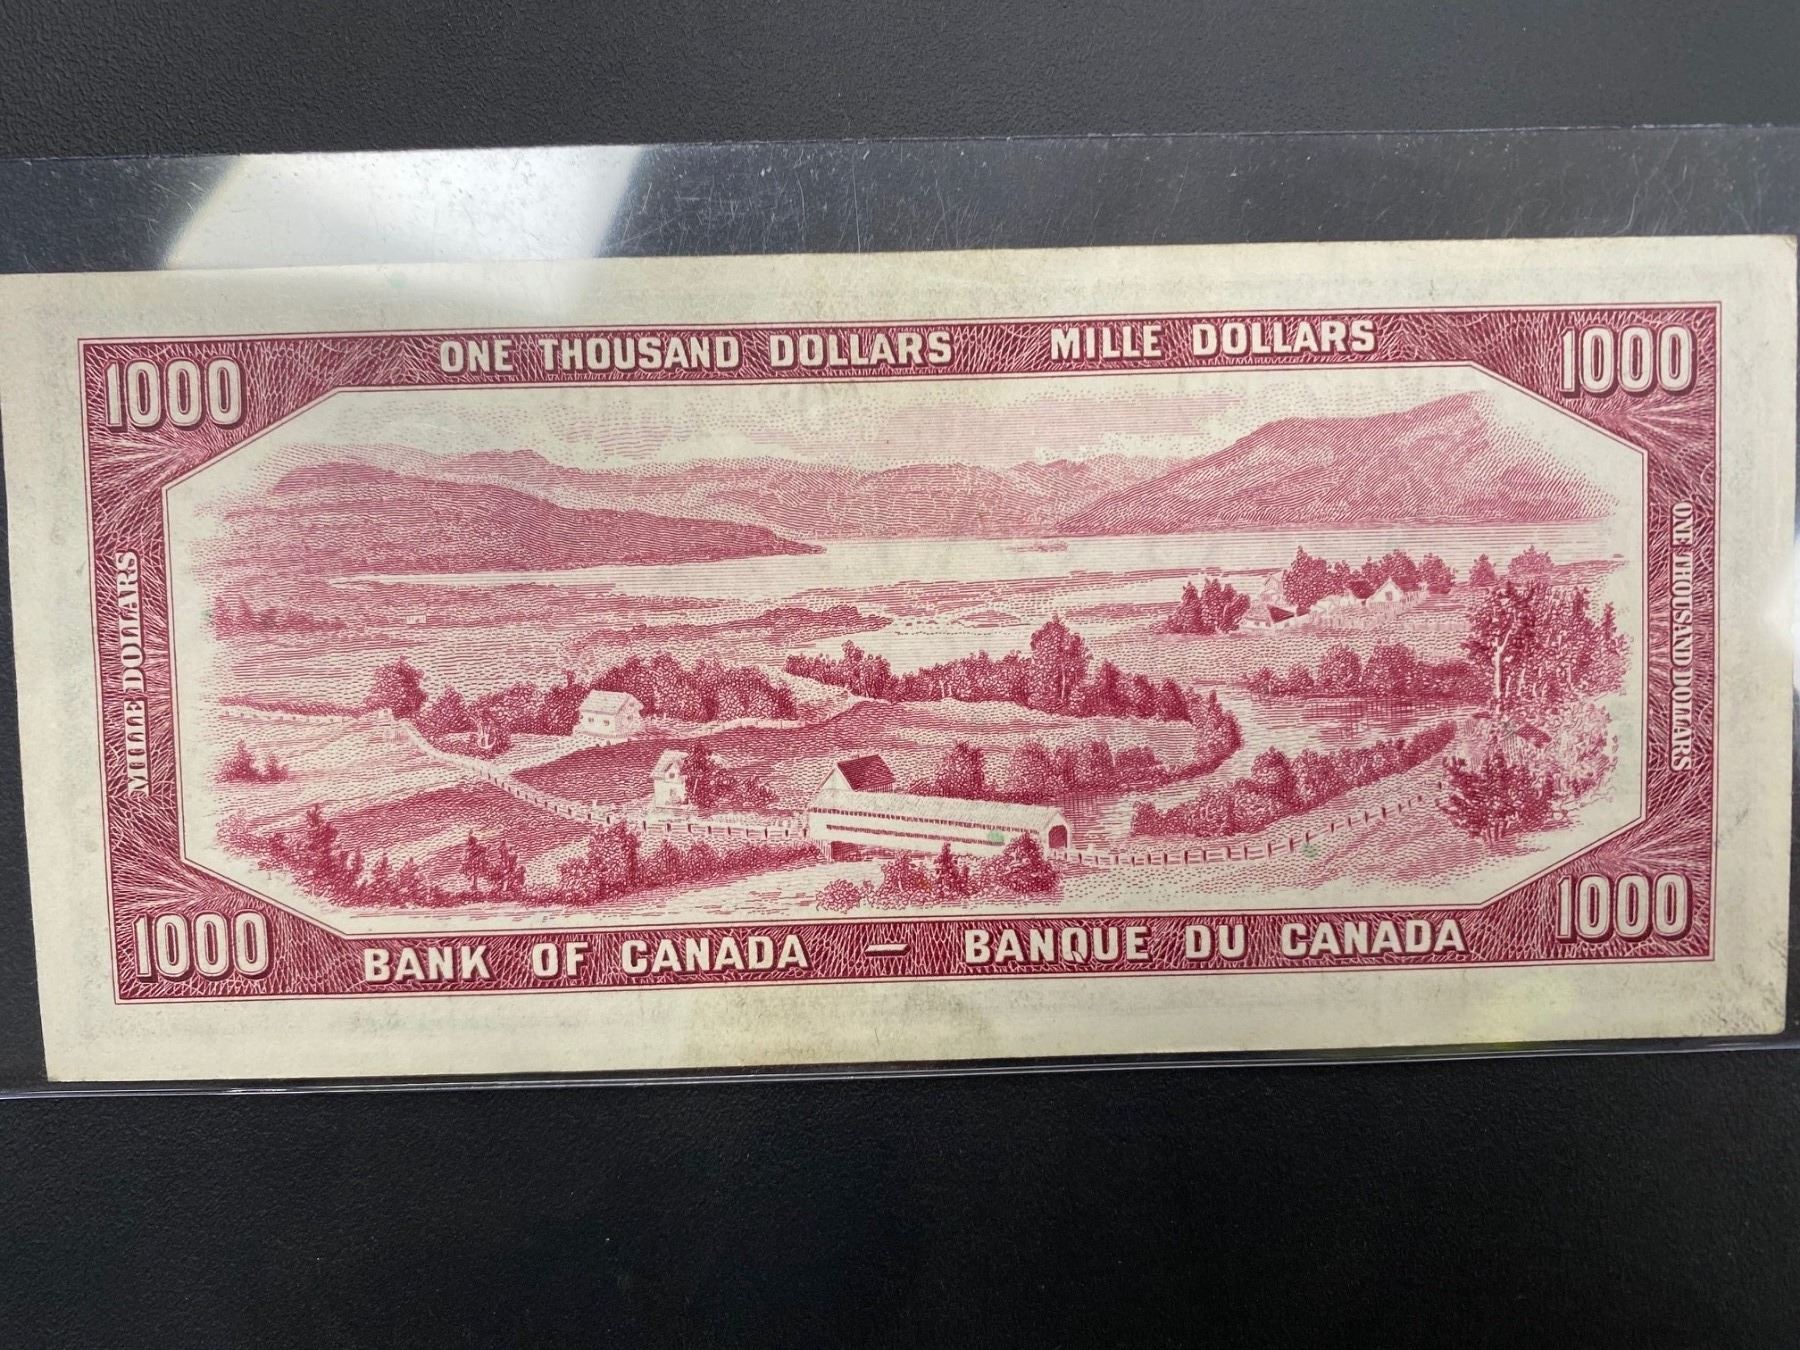 ONE THOUSAND DOLLARS MILLE DOLLARS
1000
1000
MILLE DOLLARS
ONE THOUSAND DOLLARS
1000
1000
BANK OF CANADA — BANQUE DU CANADA